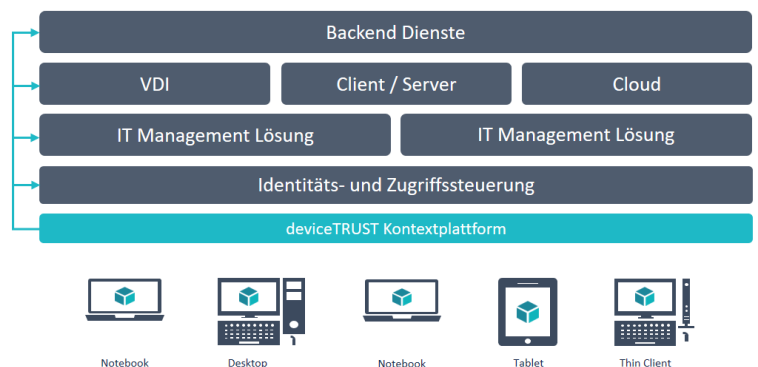 Backend Dienste
VDI Client / Server Cloud
IT Management Lösung IT Management Lösung
Identitäts- und Zugriffssteuerung
deviceTRUST Kontextplattform
Notebook Desktop Notebook Tablet Thin Client